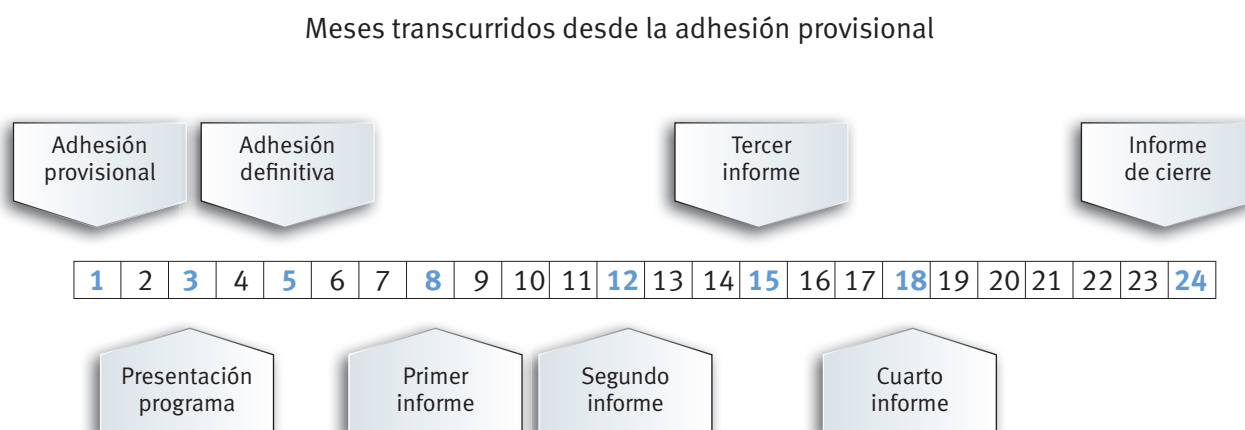 Meses transcurridos desde la adhesión provisional
Adhesión
provisional
Adhesión
definitiva
Tercer
informe
Informe
de cierre
1 2 3 4 5 6 7 8 9 10 11 12 13 14 15 16 17 18 19 20 21 22 23 24
Presentación
programa
Primer
informe
Segundo
informe
Cuarto
informe